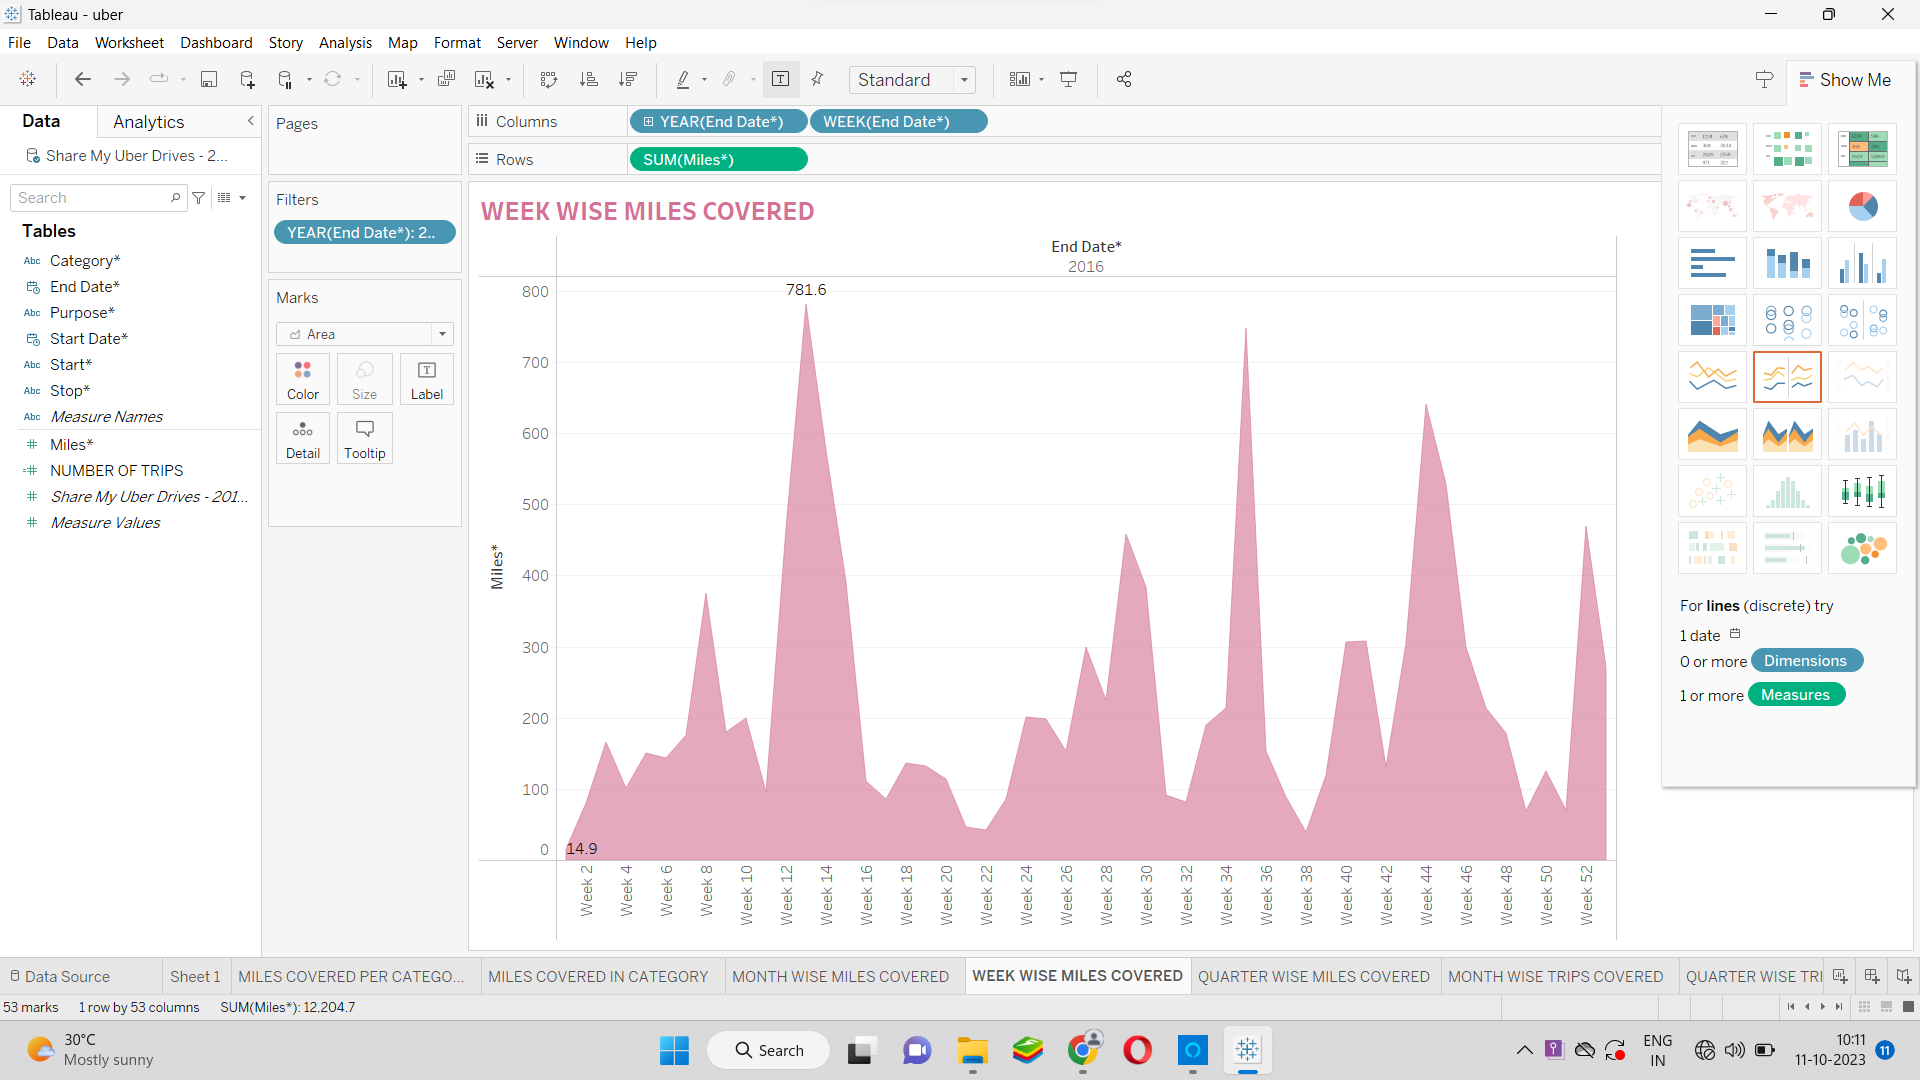 Tableau - uber
File Data Worksheet Dashboard Story Analysis Map Format Server Window Help
Standard
Show Me
Data Analytics
Share My Uber Drives - 2...
Search
Tables
Abc Category*
End Date*
Abc Purpose*
Start Date*
Abc Start*
Abc Stop*
Abc Measure Names
# Miles*
=# NUMBER OF TRIPS
# Share My Uber Drives - 201...
# Measure Values
Pages
Filters
YEAR(End Date*): 2..
Marks
Area
Color Size Label
Detail Tooltip
Columns YEAR(End Date*) WEEK(End Date*)
Rows SUM(Miles*)
WEEK WISE MILES COVERED
End Date*
2016
Miles*
800
700
600
500
400
300
200
100
0
781.6
14.9
Week 2
Week 4
Week 6
Week 8
Week 10
Week 12
Week 14
Week 16
Week 18
Week 20
Week 22
Week 24
Week 26
Week 28
Week 30
Week 32
Week 34
Week 36
Week 38
Week 40
Week 42
Week 44
Week 46
Week 48
Week 50
Week 52
For lines (discrete) try
1 date
0 or more Dimensions
1 or more Measures
Data Source Sheet 1 MILES COVERED PER CATEGO... MILES COVERED IN CATEGORY MONTH WISE MILES COVERED WEEK WISE MILES COVERED QUARTER WISE MILES COVERED MONTH WISE TRIPS COVERED QUARTER WISE TRI
53 marks 1 row by 53 columns SUM(Miles*): 12,204.7
30°C
Mostly sunny
Search
ENG
IN
10:11
11-10-2023
11